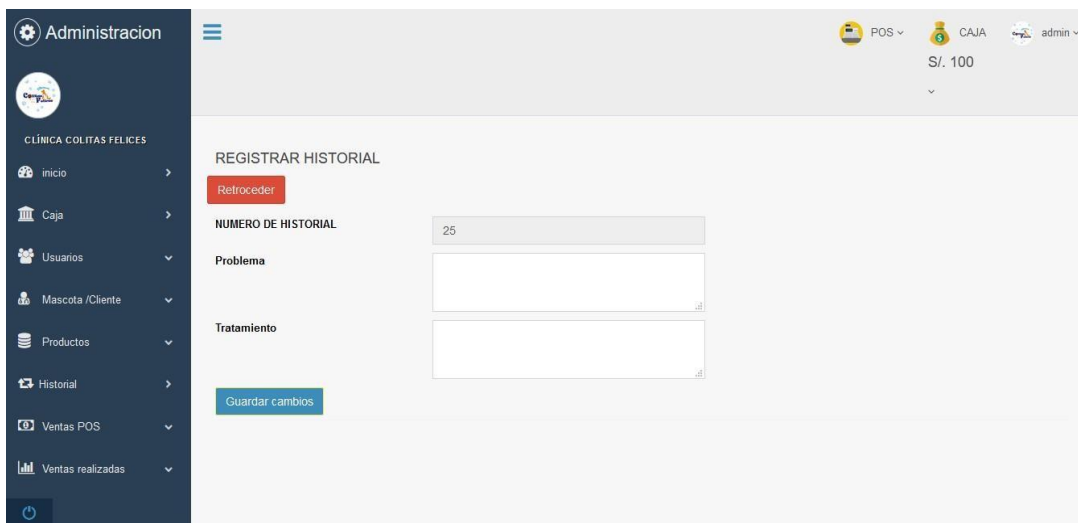 Administracion
POS
CAJA
admin
S/. 100
CLÍNICA COLITAS FELICES
inicio
Caja
Usuarios
Mascota /Cliente
Productos
Historial
Ventas POS
Ventas realizadas
REGISTRAR HISTORIAL
Retroceder
NUMERO DE HISTORIAL
25
Problema
Tratamiento
Guardar cambios